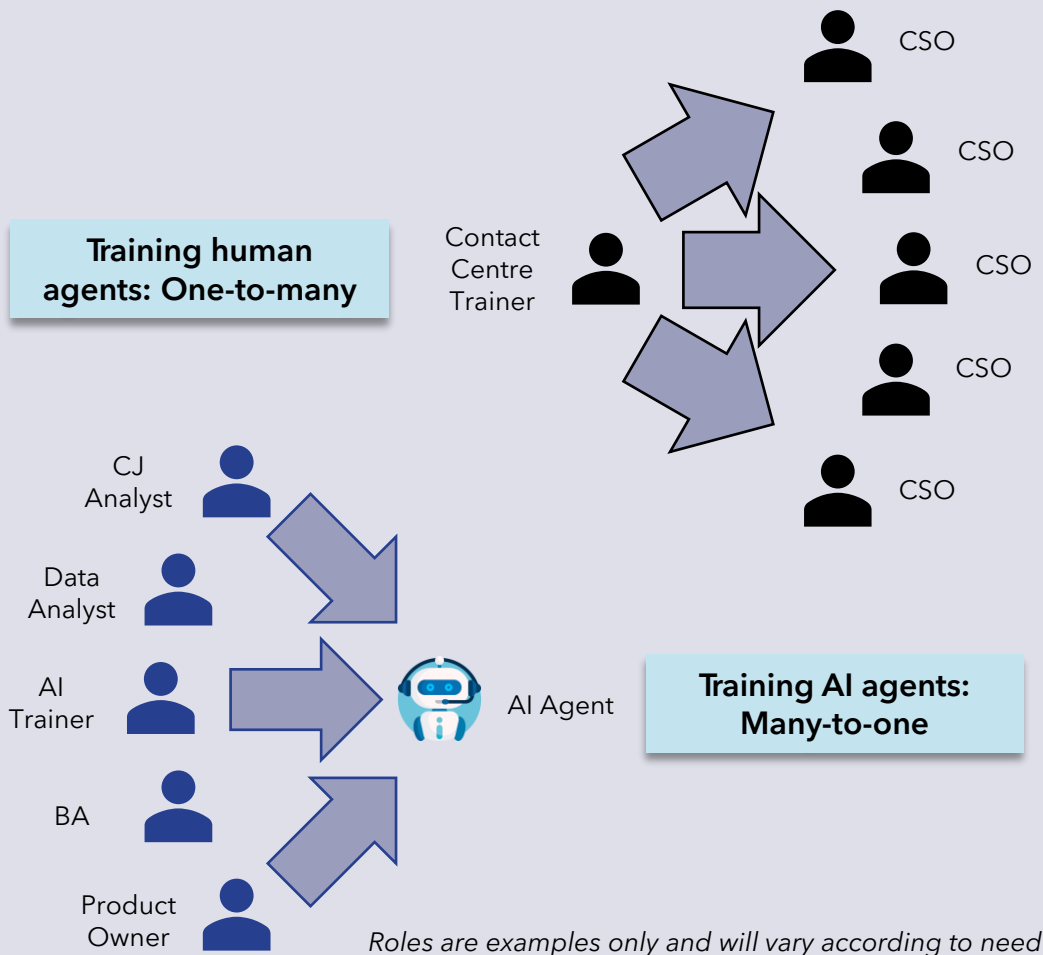 CSO
CSO
Training human
agents: One-to-many
Contact
Centre
Trainer
CSO
CSO
CSO
CJ
Analyst
Data
Analyst
AI
Trainer
AI Agent
Training AI agents:
Many-to-one
BA
Product
Owner
Roles are examples only and will vary according to need